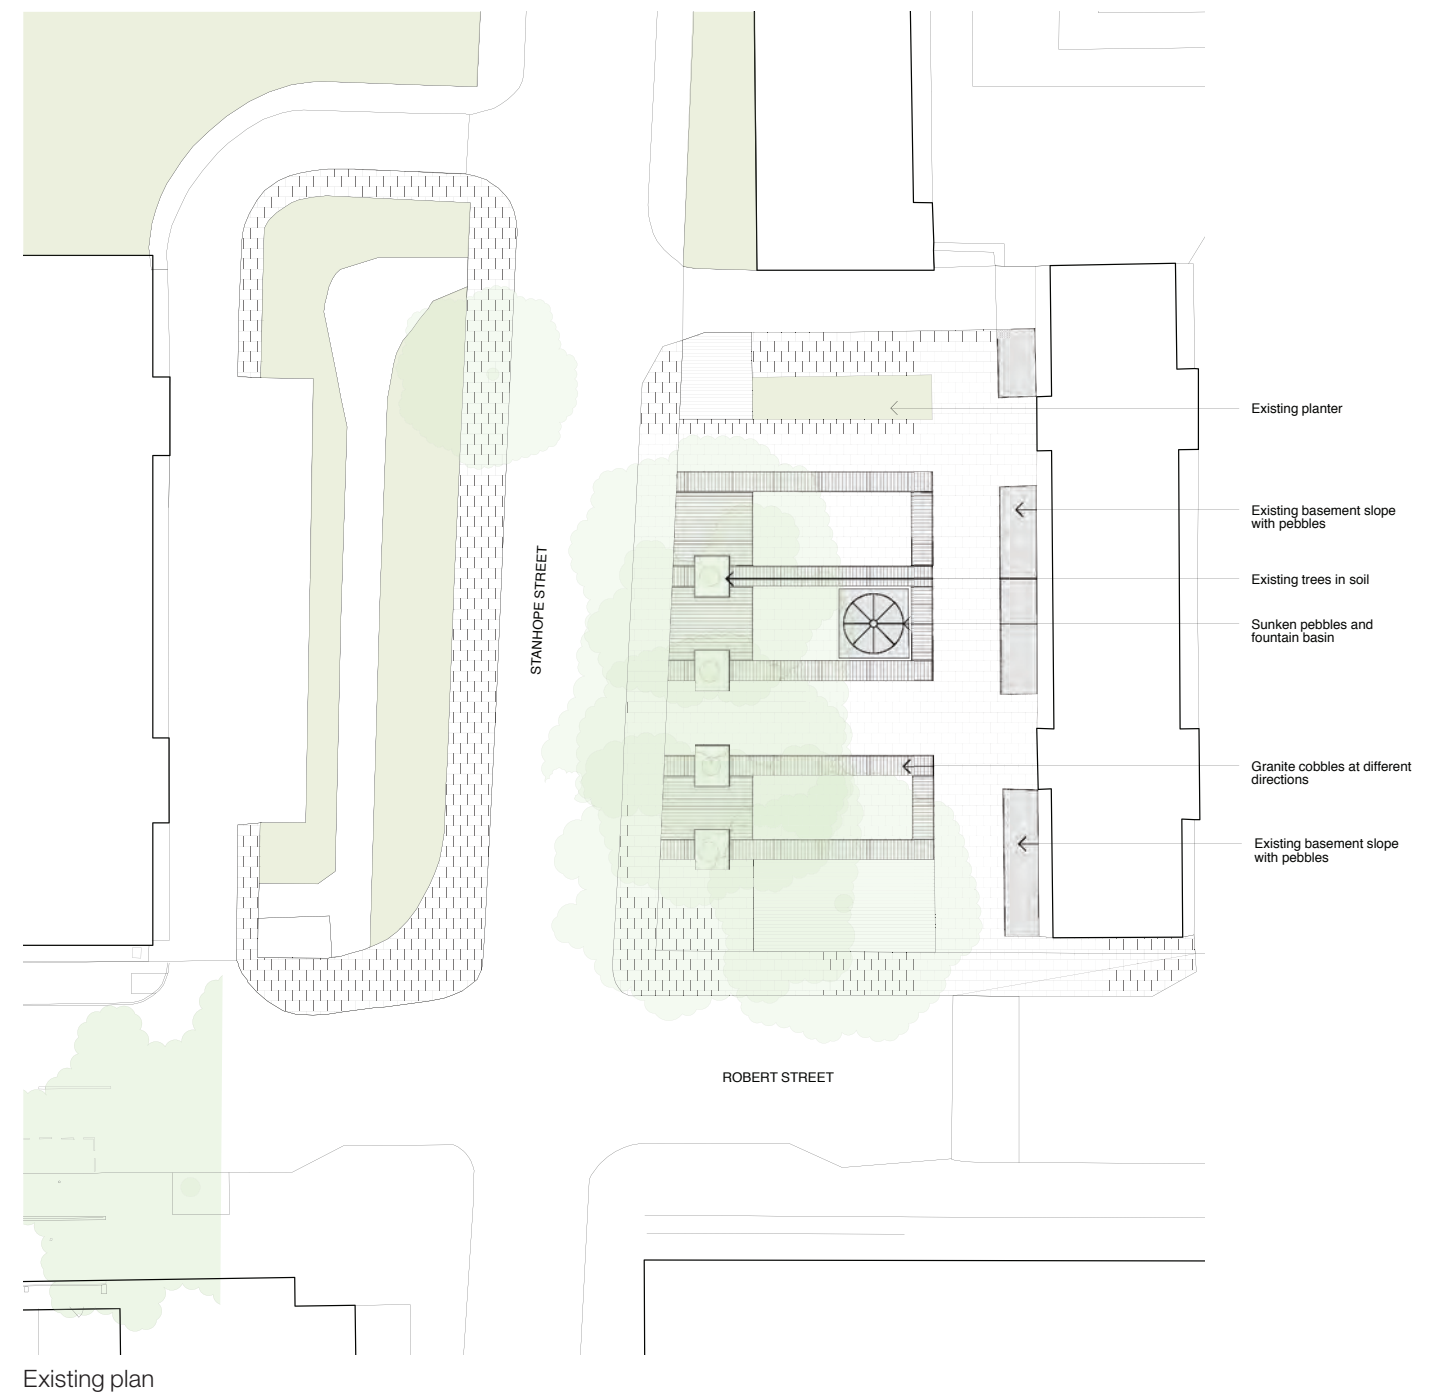 Existing planter
Existing basement slope
with pebbles
STANHOPE STREET
Existing trees in soil
Sunken pebbles and
fountain basin
Granite cobbles at different
directions
Existing basement slope
with pebbles
ROBERT STREET
Existing plan